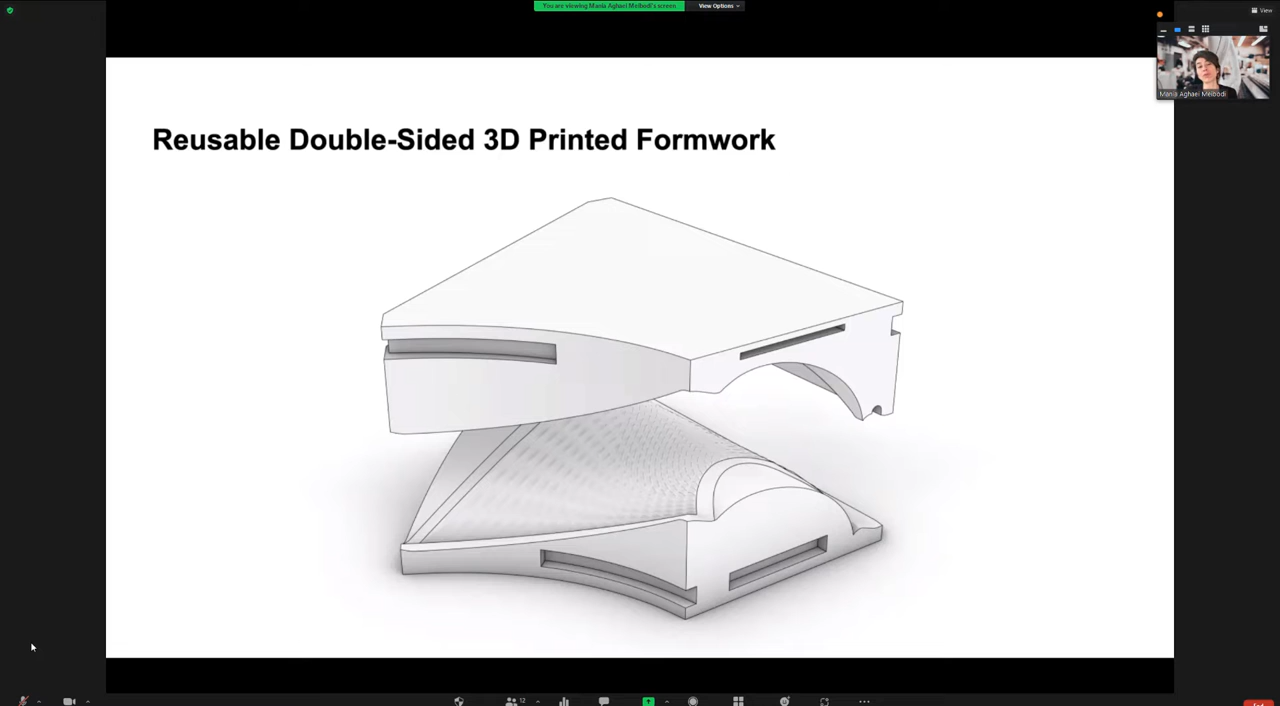 You are viewing Mania Aghaei Meibodi's screen
View Options
View
Mania Aghaei Meibodi
Reusable Double-Sided 3D Printed Formwork
12